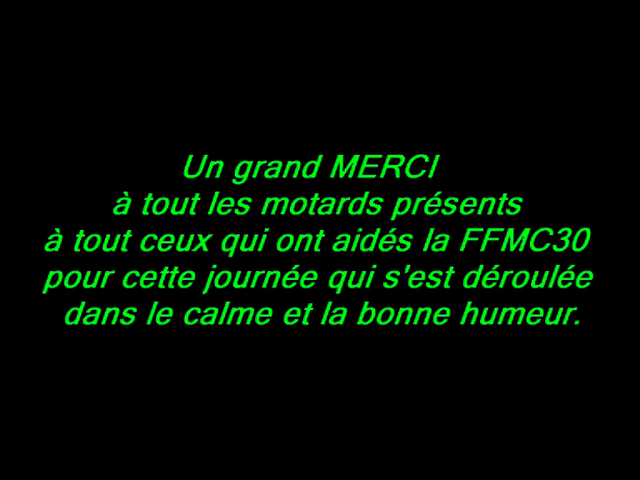 Un grand MERCI
à tout les motards présents
à tout ceux qui ont aidés la FFMC30
pour cette journée qui s'est déroulée
dans le calme et la bonne humeur.